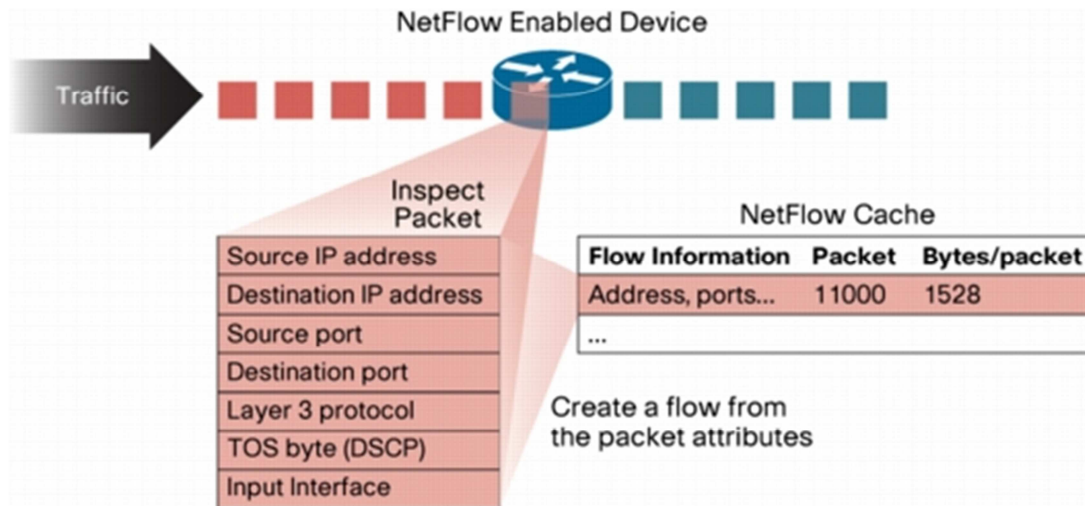 NetFlow Enabled Device
Traffic
Inspect
Packet
Source IP address
Destination IP address
Source port
Destination port
Layer 3 protocol
TOS byte (DSCP)
Input Interface
NetFlow Cache
Flow Information Packet Bytes/packet
Address, ports... 11000 1528
...
Create a flow from
the packet attributes